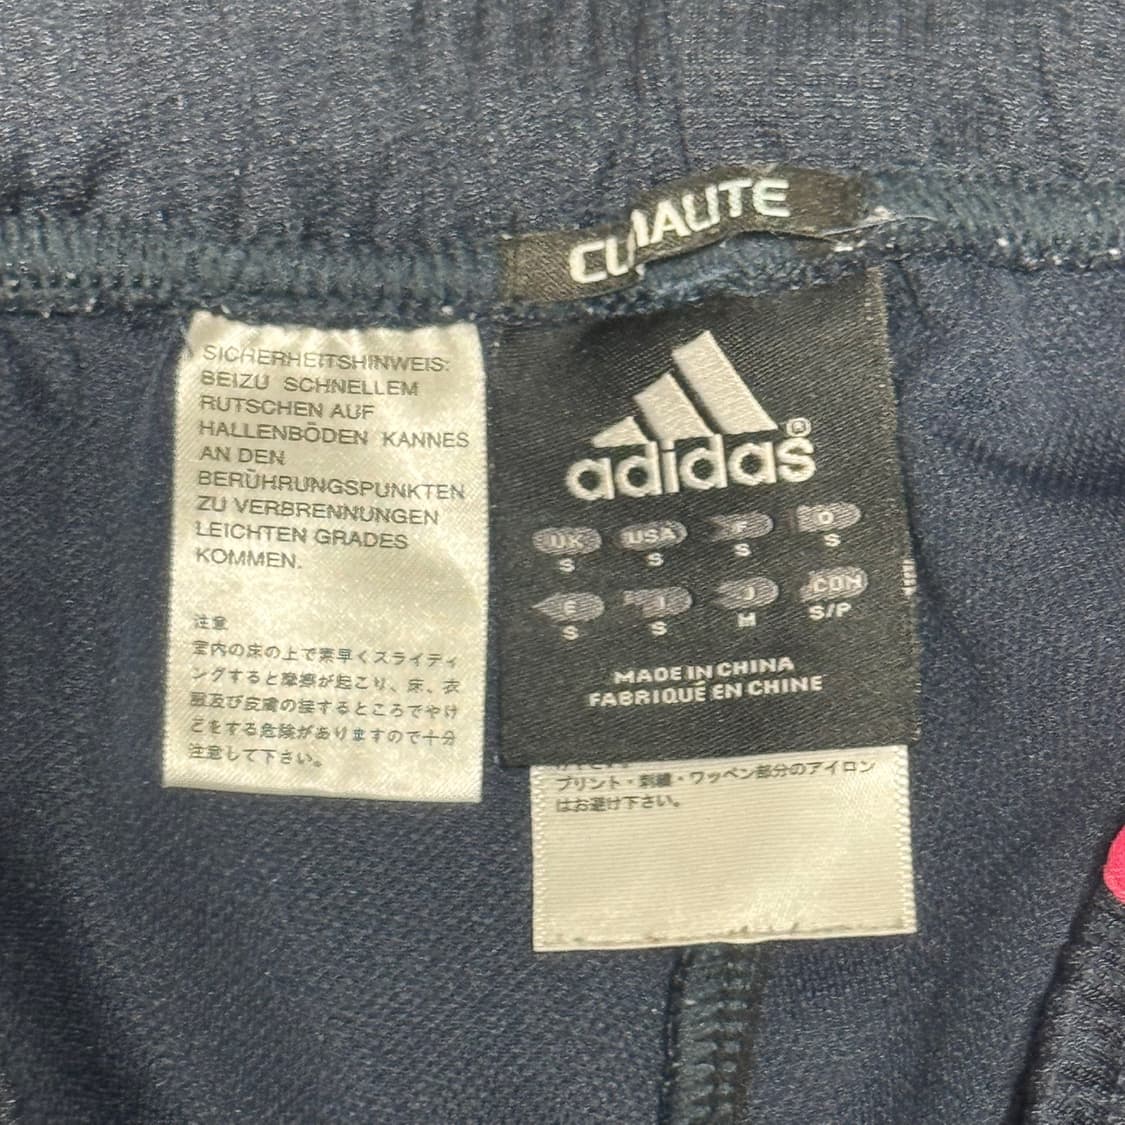 CLIMALITE
SICHERHEITSHINWEIS:
BEIZU SCHNELLEM
RUTSCHEN AUF
HALLENBÖDEN KANNES
AN DEN
BERÜHRUNGSPUNKTEN
ZU VERBRENNUNGEN
LEICHTEN GRADES
KOMMEN.
注意
室内の床の上で素早くスライディ
ングすると摩擦が起こり、床、衣
服及び皮膚の接するところでやけ
どをする危険がありますので十分
注意して下さい。
adidas®
UK USA F D
S S S S
E I J CDN
S S M S/P
MADE IN CHINA
FABRIQUÉ EN CHINE
プリント・刺繍・ワッペン部分のアイロン
はお避け下さい。